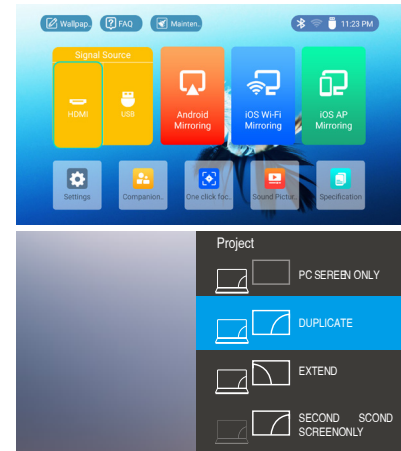 Wallpap..
FAQ
Mainten..
11:23 PM
Signal Source
HDMI
USB
Android
Mirroring
iOS Wi-Fi
Mirroring
iOS AP
Mirroring
Settings
Companion..
One click foc..
Sound Pictur..
Specification
Project
PC SEREEN ONLY
DUPLICATE
EXTEND
SECOND SCOND
SCREENONLY